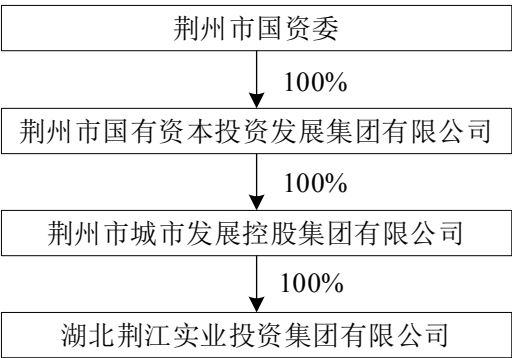 荆州市国资委
100%
荆州市国有资本投资发展集团有限公司
100%
荆州市城市发展控股集团有限公司
100%
湖北荆江实业投资集团有限公司